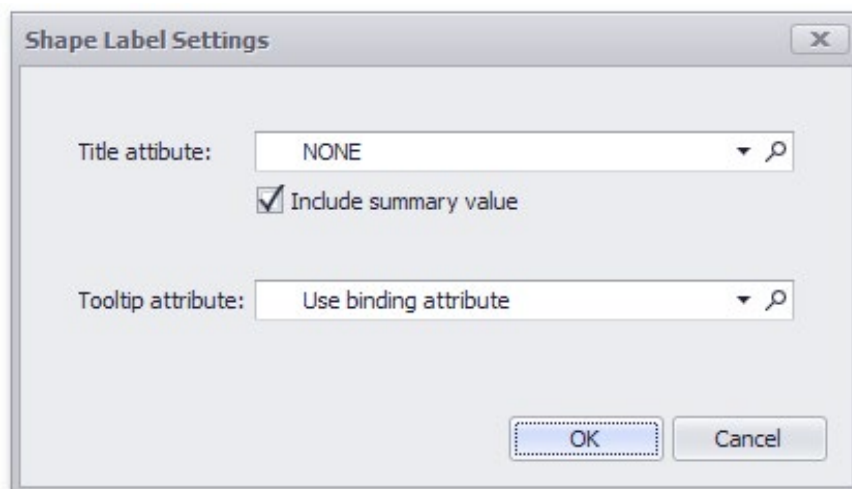 Shape Label Settings
Title attibute: NONE
Include summary value
Tooltip attribute: Use binding attribute
OK Cancel